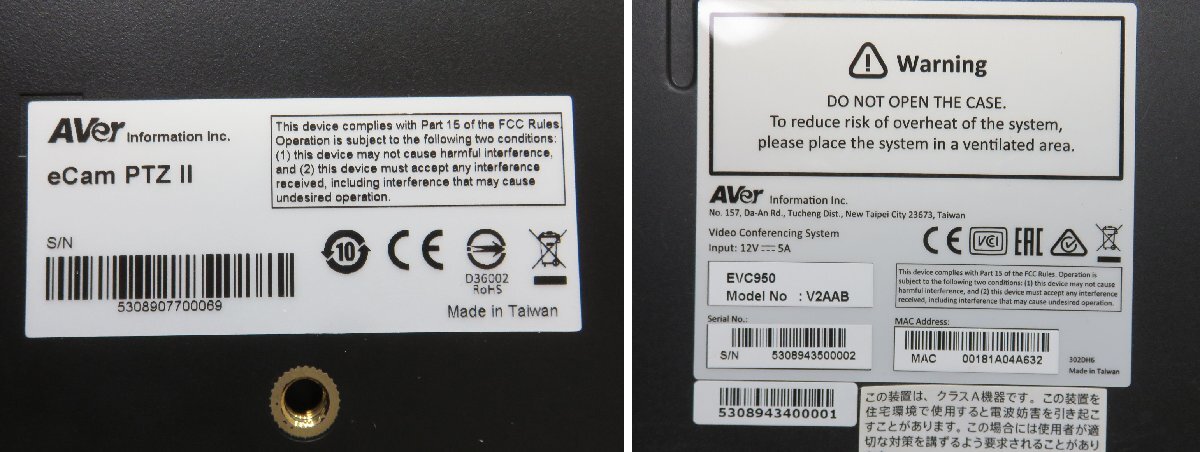 AVer Information Inc.
eCam PTZ II
This device complies with Part 15 of the FCC Rules.
Operation is subject to the following two conditions:
(1) this device may not cause harmful interference,
and (2) this device must accept any interference
received, including interference that may cause
undesired operation.
S/N
5308907700069
10
CE
D36002
RoHS
Made in Taiwan
Warning
DO NOT OPEN THE CASE.
To reduce risk of overheat of the system,
please place the system in a ventilated area.
AVer Information Inc.
No. 157, Da-An Rd., Tucheng Dist., New Taipei City 23673, Taiwan
Video Conferencing System
Input: 12V⎓5A
CE VCI EAC
EVC950
Model No : V2AAB
This device complies with Part 15 of the FCC Rules. Operation is
subject to the following two conditions: (1) this device may not cause
harmful interference, and (2) this device must accept any interference
received, including interference that may cause undesired operation.
Serial No.:
S/N 5308943500002
MAC Address:
MAC 00181A04A632
3020H6
Made in Taiwan
5308943400001
この装置は、クラスA機器です。この装置を
住宅環境で使用すると電波妨害を引き起こ
すことがあります。この場合には使用者が適
切な対策を講ずるよう要求されることがあり